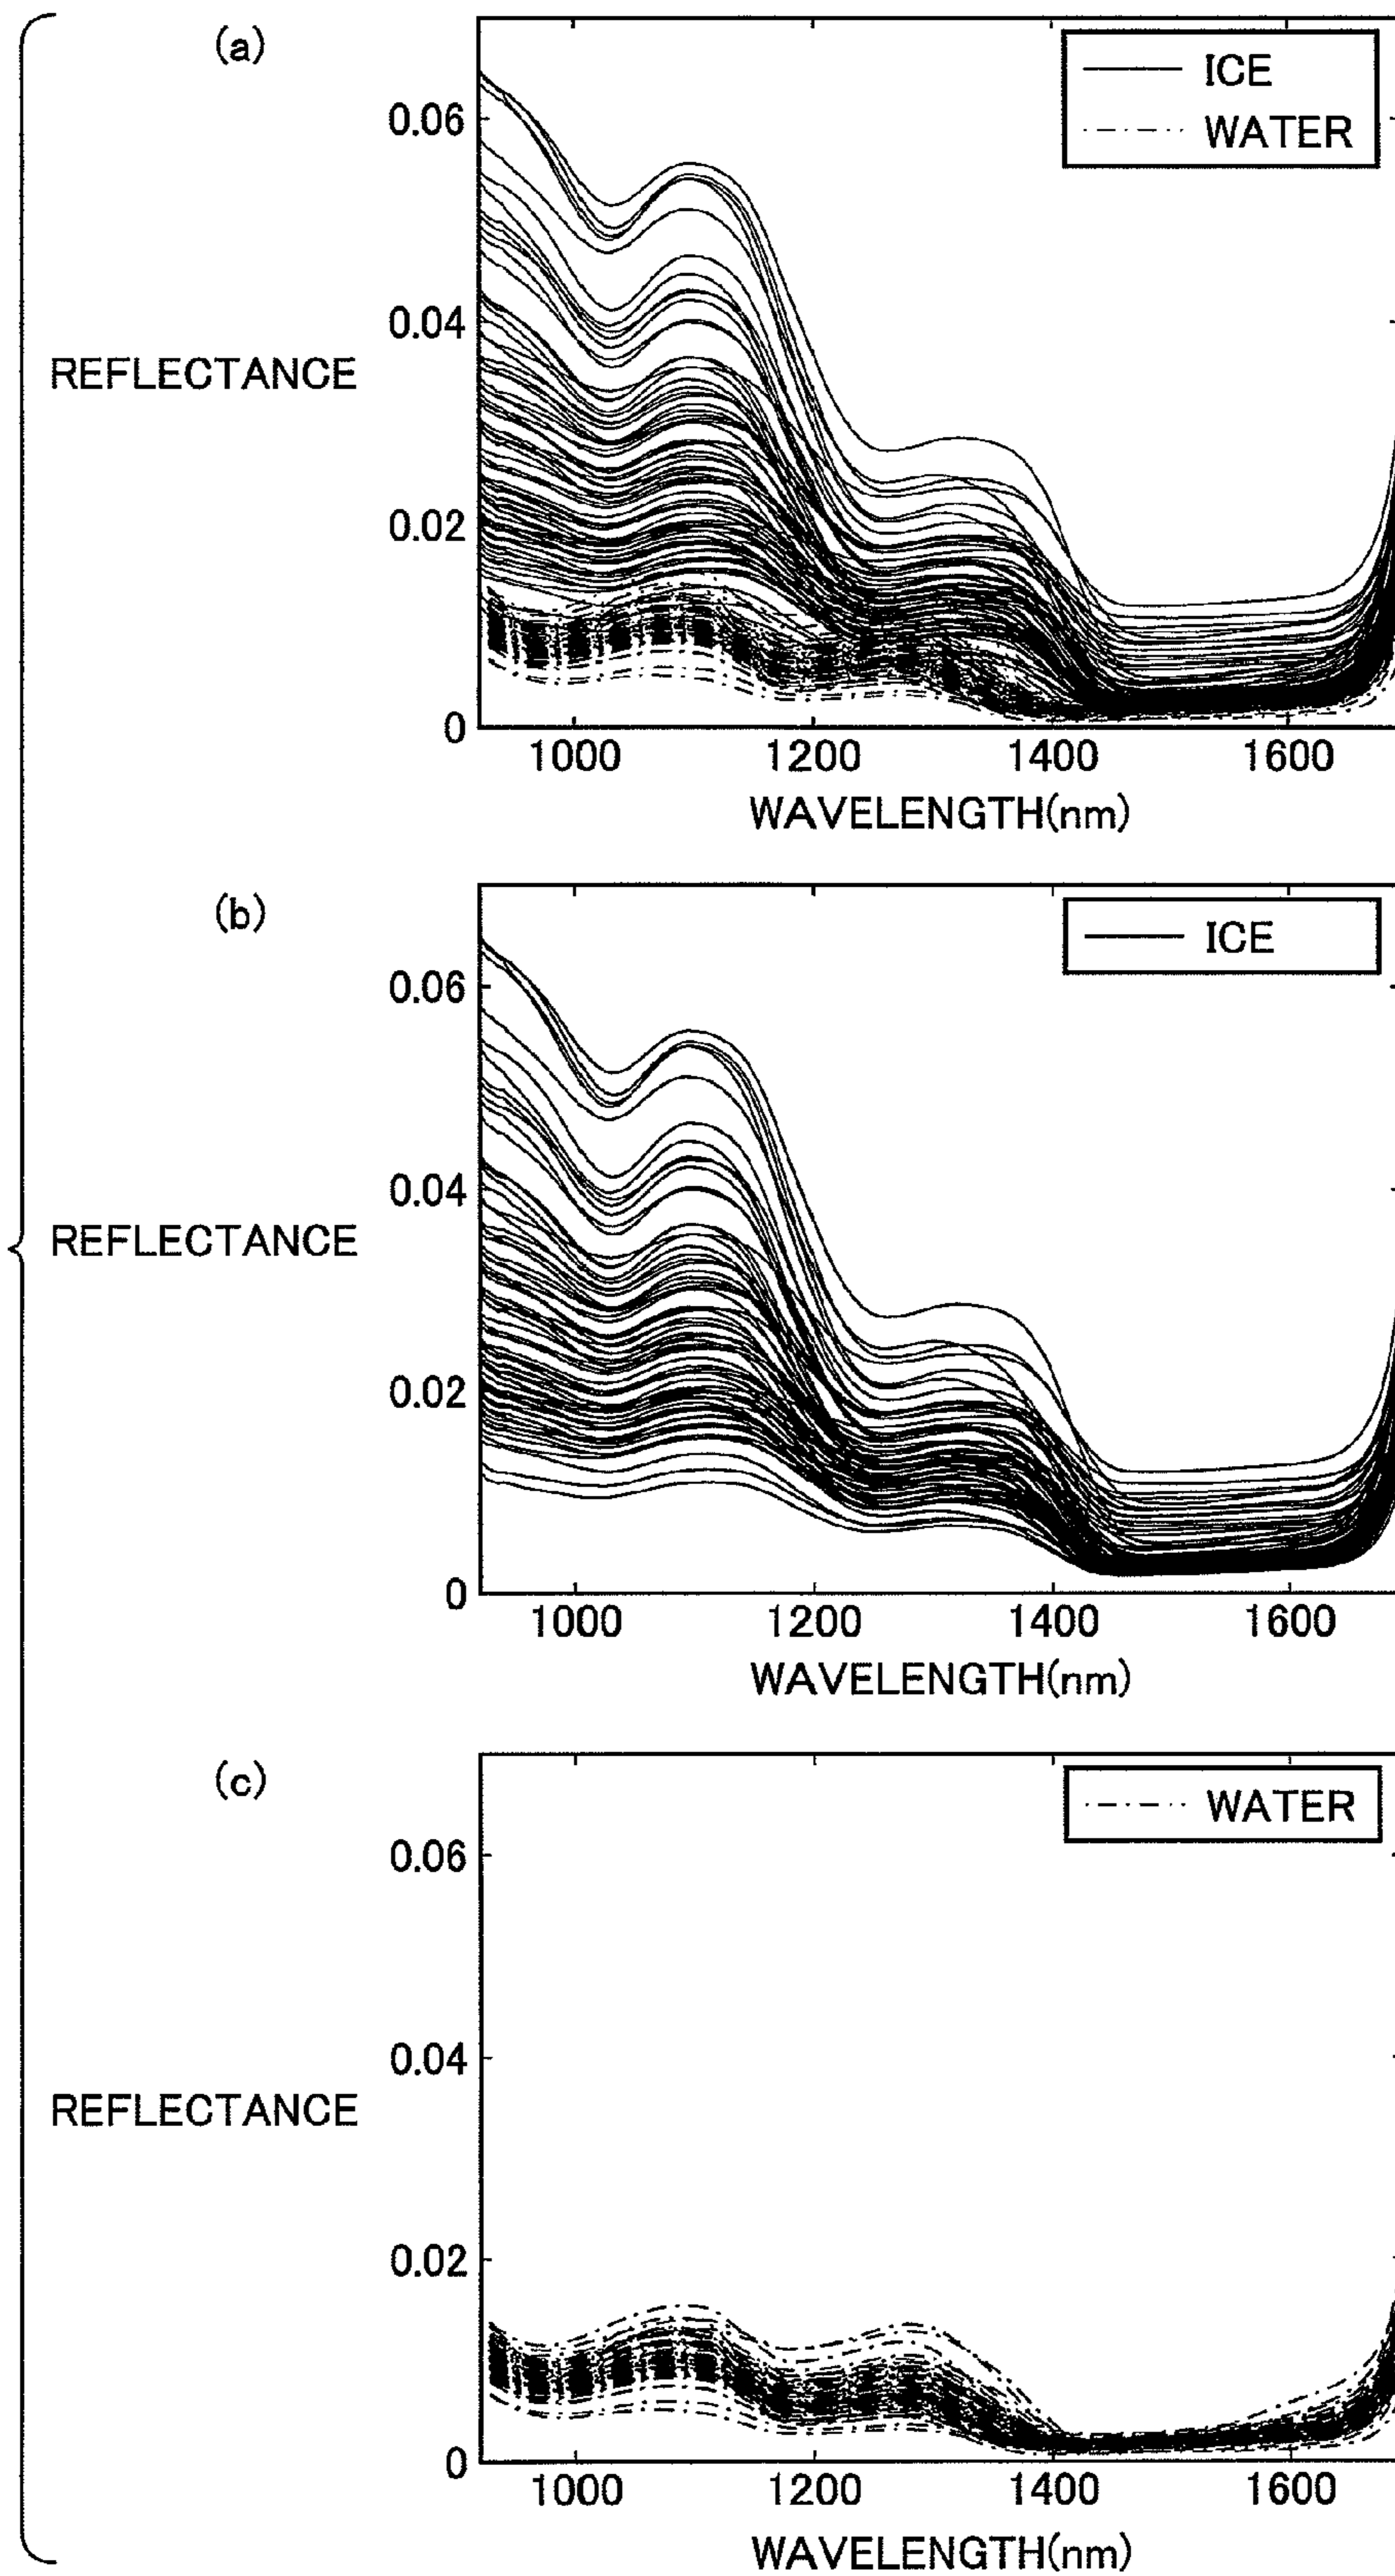 (a)
ICE
WATER
0.06
0.04
REFLECTANCE
0.02
0
1000 1200 1400 1600
WAVELENGTH(nm)
(b)
ICE
0.06
0.04
REFLECTANCE
0.02
0
1000 1200 1400 1600
WAVELENGTH(nm)
(c)
WATER
0.06
0.04
REFLECTANCE
0.02
0
1000 1200 1400 1600
WAVELENGTH(nm)